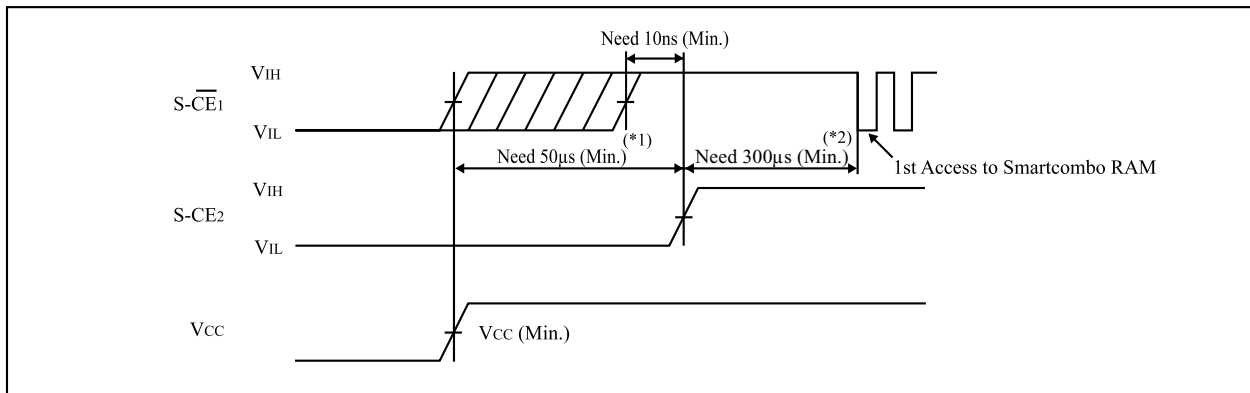 Need 10ns (Min.)
VIH
S-CE1
VIL
(*1)
(*2)
Need 50µs (Min.)
Need 300µs (Min.)
1st Access to Smartcombo RAM
VIH
S-CE2
VIL
VCC
VCC (Min.)